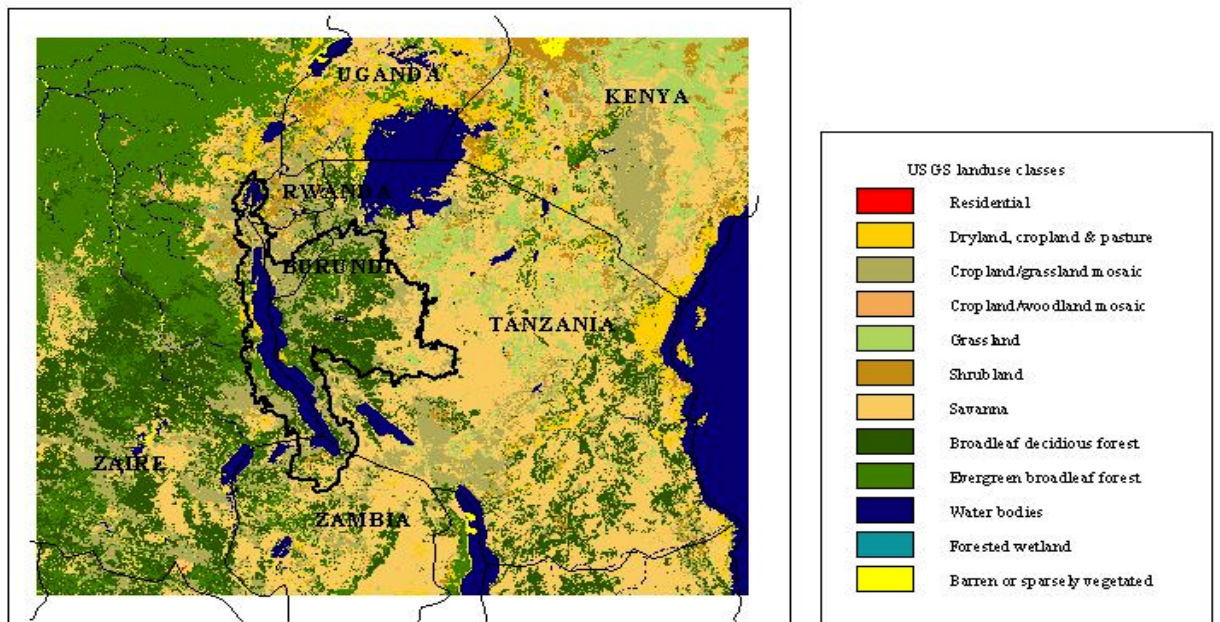 UGANDA
KENYA
RWANDA
BURUNDI
TANZANIA
ZAIRE
ZAMBIA
USGS landuse classes
Residential
Dryland, cropland & pasture
Cropland/grassland mosaic
Cropland/woodland mosaic
Grassland
Shrubland
Savanna
Broadleaf decidious forest
Evergreen broadleaf forest
Water bodies
Forested wetland
Barren or sparsely vegetated